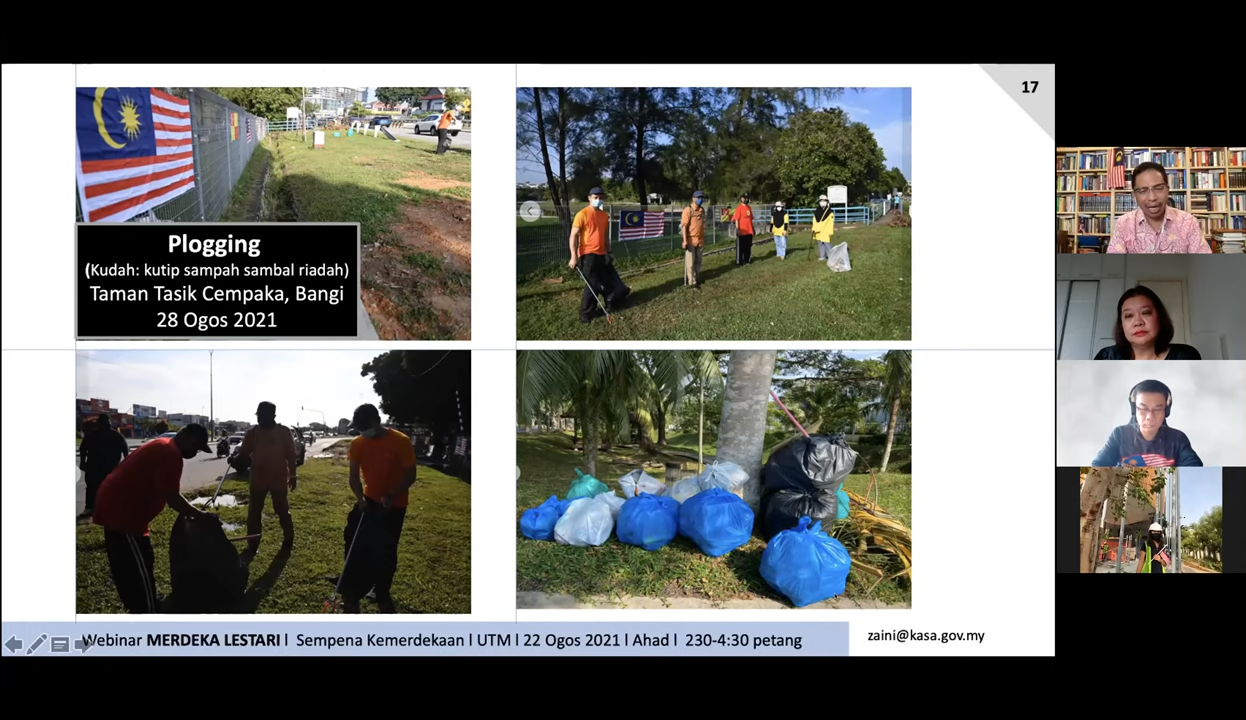 17
Plogging
(Kudah: kutip sampah sambal riadah)
Taman Tasik Cempaka, Bangi
28 Ogos 2021
Webinar MERDEKA LESTARI l Sempena Kemerdekaan l UTM l 22 Ogos 2021 l Ahad l 230-4:30 petang
zaini@kasa.gov.my